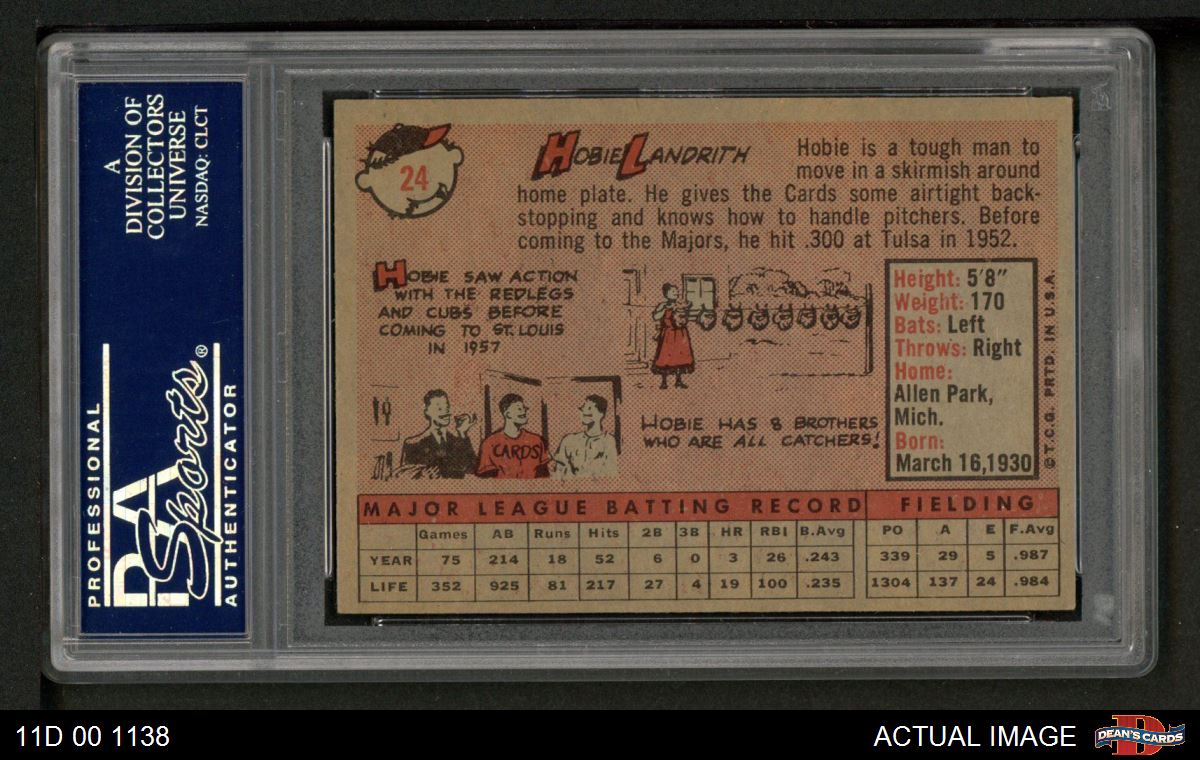 A
DIVISION OF
COLLECTORS
UNIVERSE
NASDAQ: CLCT
PROFESSIONAL
PSA
Sports®
AUTHENTICATOR
24
HOBIE LANDRITH
Hobie is a tough man to
move in a skirmish around
home plate. He gives the Cards some airtight back-
stopping and knows how to handle pitchers. Before
coming to the Majors, he hit .300 at Tulsa in 1952.
HOBIE SAW ACTION
WITH THE REDLEGS
AND CUBS BEFORE
COMING TO ST. LOUIS
IN 1957
CARDS
HOBIE HAS 8 BROTHERS
WHO ARE ALL CATCHERS!
Height: 5'8"
Weight: 170
Bats: Left
Throws: Right
Home:
Allen Park,
Mich.
Born:
March 16, 1930
© T.C.G. PRTD. IN U.S.A.
MAJOR LEAGUE BATTING RECORD FIELDING
Games AB Runs Hits 2B 3B HR RBI B.Avg PO A E F.Avg
YEAR 75 214 18 52 6 0 3 26 .243 339 29 5 .987
LIFE 352 925 81 217 27 4 19 100 .235 1304 137 24 .984
11D 00 1138
ACTUAL IMAGE
D
DEAN'S CARDS